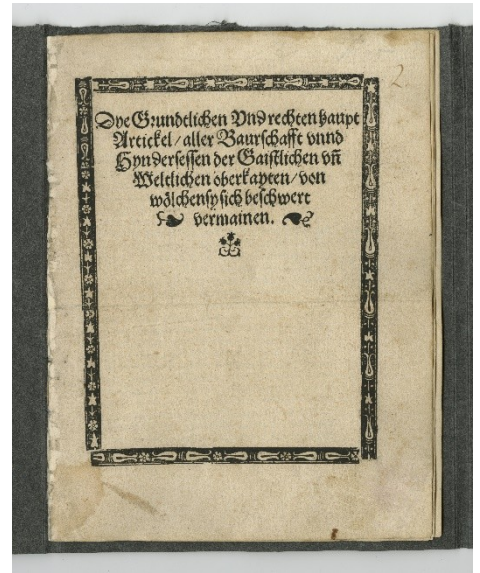 2
Dye Grundtlichen Vnd rechten haupt
Artickel/ aller Baurschafft vnnd
Hyndersessen der Gaistlichen vñ
Weltlichen oberkayten/ von
wölchen sy sich beschwert
vermainen.